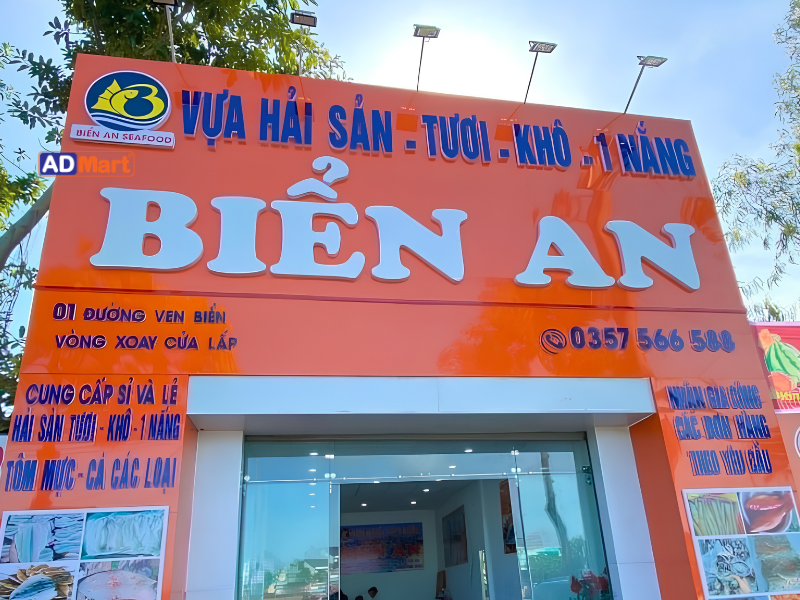 BIỂN AN SEAFOOD
VỰA HẢI SẢN - TƯƠI - KHÔ - 1 NẮNG
AD Mart
BIỂN AN
01 ĐƯỜNG VEN BIỂN
VÒNG XOAY CỬA LẤP
0357 566 588
CUNG CẤP SỈ VÀ LẺ
HẢI SẢN TƯƠI - KHÔ - 1 NẮNG
TÔM MỰC - CÁ CÁC LOẠI
NHẬN GIA CÔNG
CÁC ĐƠN HÀNG
THEO YÊU CẦU